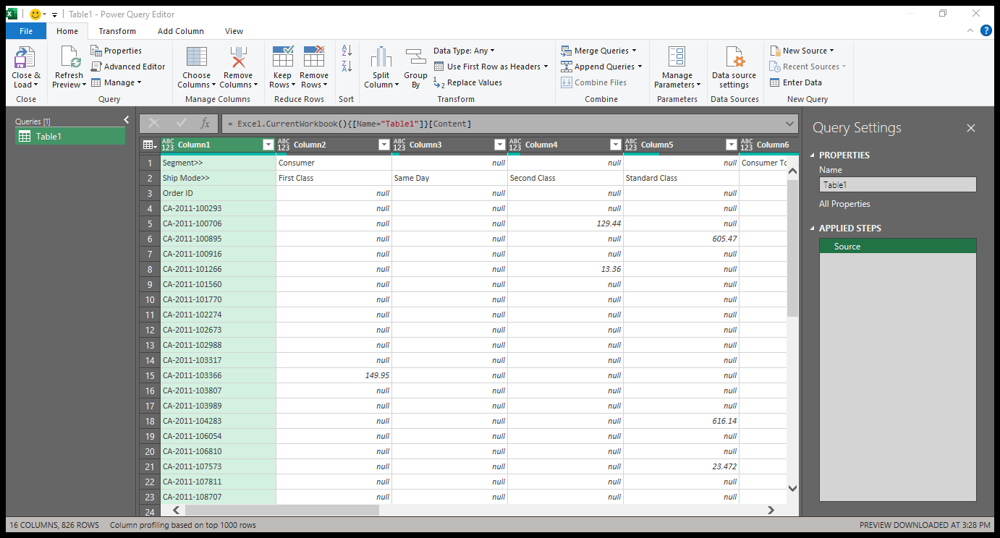 Table1 - Power Query Editor
File Home Transform Add Column View
Close & Load
Close
Refresh Preview
Properties
Advanced Editor
Manage
Query
Choose Columns
Remove Columns
Manage Columns
Keep Rows
Remove Rows
Reduce Rows
A Z
Z A
Sort
Split Column
Group By
Data Type: Any
Use First Row as Headers
Replace Values
Transform
Merge Queries
Append Queries
Combine Files
Combine
Manage Parameters
Parameters
Data source settings
Data Sources
New Source
Recent Sources
Enter Data
New Query
Queries [1]
Table1
fx = Excel.CurrentWorkbook(){[Name="Table1"]}[Content]
ABC 123 Column1 ABC 123 Column2 ABC 123 Column3 ABC 123 Column4 ABC 123 Column5 ABC 123 Column6
1 Segment>> Consumer null null null Consumer To
2 Ship Mode>> First Class Same Day Second Class Standard Class
3 Order ID null null null null
4 CA-2011-100293 null null null null
5 CA-2011-100706 null null 129.44 null
6 CA-2011-100895 null null null 605.47
7 CA-2011-100916 null null null null
8 CA-2011-101266 null null 13.36 null
9 CA-2011-101560 null null null null
10 CA-2011-101770 null null null null
11 CA-2011-102274 null null null null
12 CA-2011-102673 null null null null
13 CA-2011-102988 null null null null
14 CA-2011-103317 null null null null
15 CA-2011-103366 149.95 null null null
16 CA-2011-103807 null null null null
17 CA-2011-103989 null null null null
18 CA-2011-104283 null null null 616.14
19 CA-2011-106054 null null null null
20 CA-2011-106810 null null null null
21 CA-2011-107573 null null null 23.472
22 CA-2011-107811 null null null null
23 CA-2011-108707 null null null null
24
Query Settings
PROPERTIES
Name
Table1
All Properties
APPLIED STEPS
Source
16 COLUMNS, 826 ROWS Column profiling based on top 1000 rows PREVIEW DOWNLOADED AT 3:28 PM